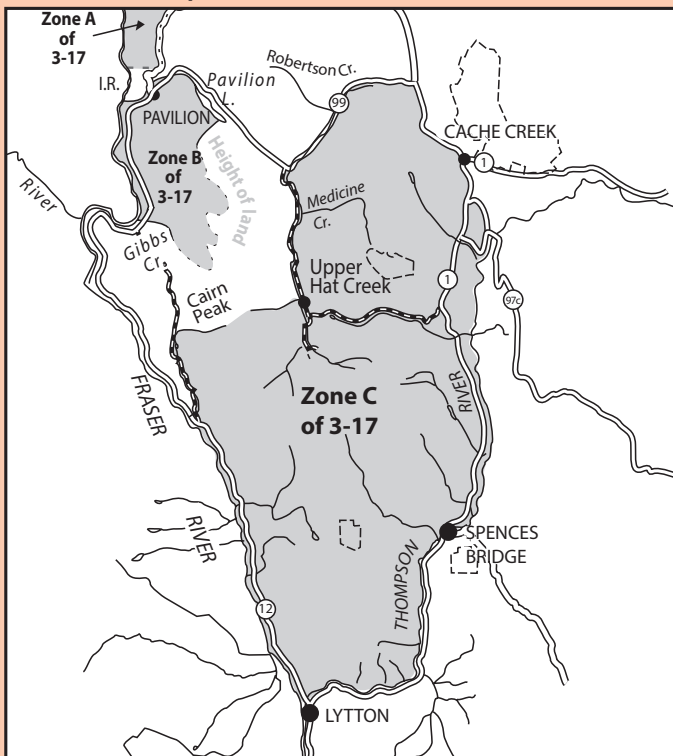 Zone A
of
3-17
I.R.
Pavilion
L.
Robertson Cr.
99
PAVILION
CACHE CREEK
1
Zone B
of
3-17
Height of land
River
Medicine
Cr.
Gibbs
Cr.
Upper
Hat Creek
1
97c
Cairn
Peak
FRASER
Zone C
of 3-17
RIVER
RIVER
SPENCES
BRIDGE
THOMPSON
12
LYTTON